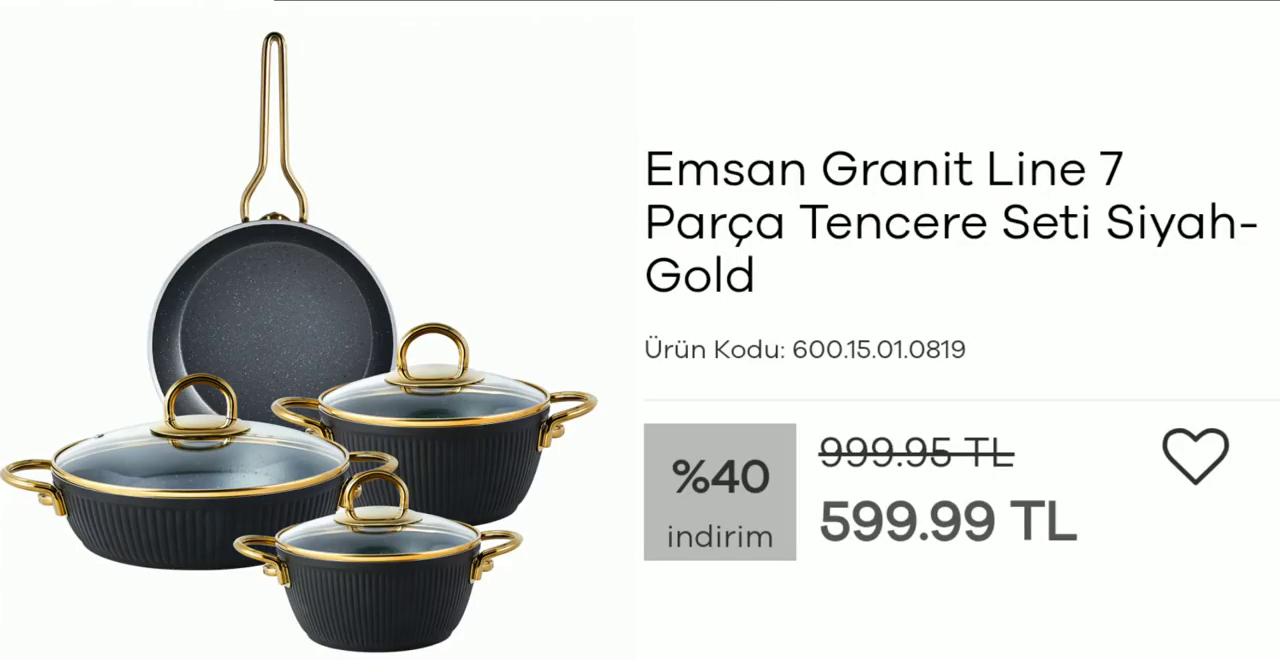 Emsan Granit Line 7
Parça Tencere Seti Siyah-
Gold
Ürün Kodu: 600.15.01.0819
%40
indirim
999.95 TL
599.99 TL